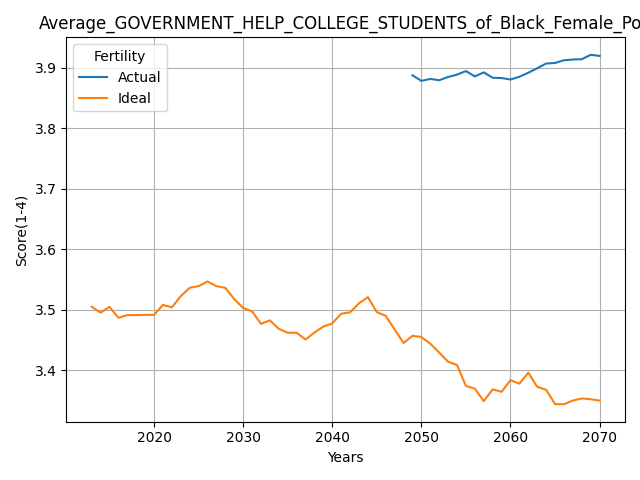 Average_GOVERNMENT_HELP_COLLEGE_STUDENTS_of_Black_Female_Po
Fertility
Actual
Ideal
3.9
3.8
3.7
3.6
3.5
3.4
Score(1-4)
2020 2030 2040 2050 2060 2070
Years